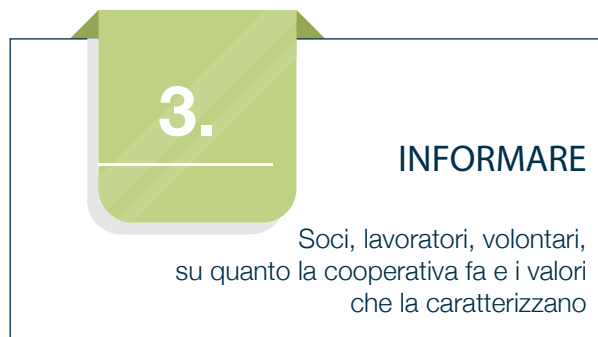 3.
INFORMARE
Soci, lavoratori, volontari,
su quanto la cooperativa fa e i valori
che la caratterizzano